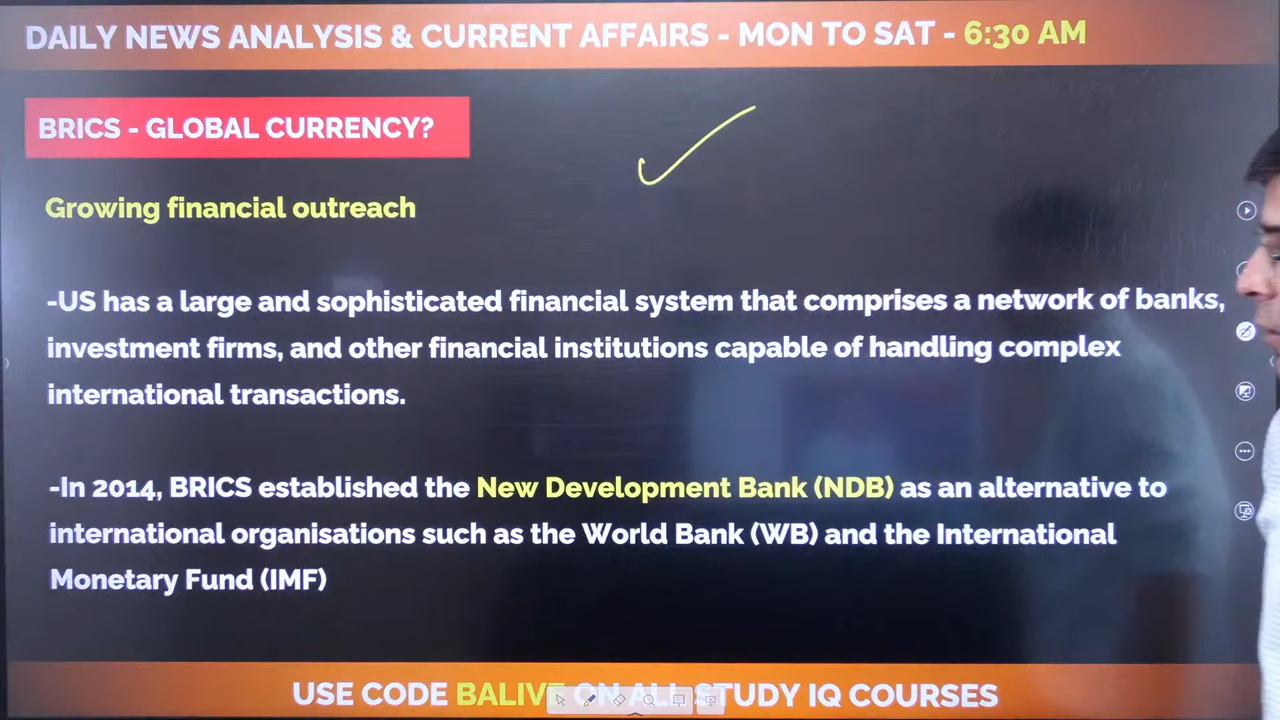 DAILY NEWS ANALYSIS & CURRENT AFFAIRS - MON TO SAT - 6:30 AM
BRICS - GLOBAL CURRENCY?
Growing financial outreach
-US has a large and sophisticated financial system that comprises a network of banks,
investment firms, and other financial institutions capable of handling complex
international transactions.
-In 2014, BRICS established the New Development Bank (NDB) as an alternative to
international organisations such as the World Bank (WB) and the International
Monetary Fund (IMF)
USE CODE BALIVE ON ALL STUDY IQ COURSES